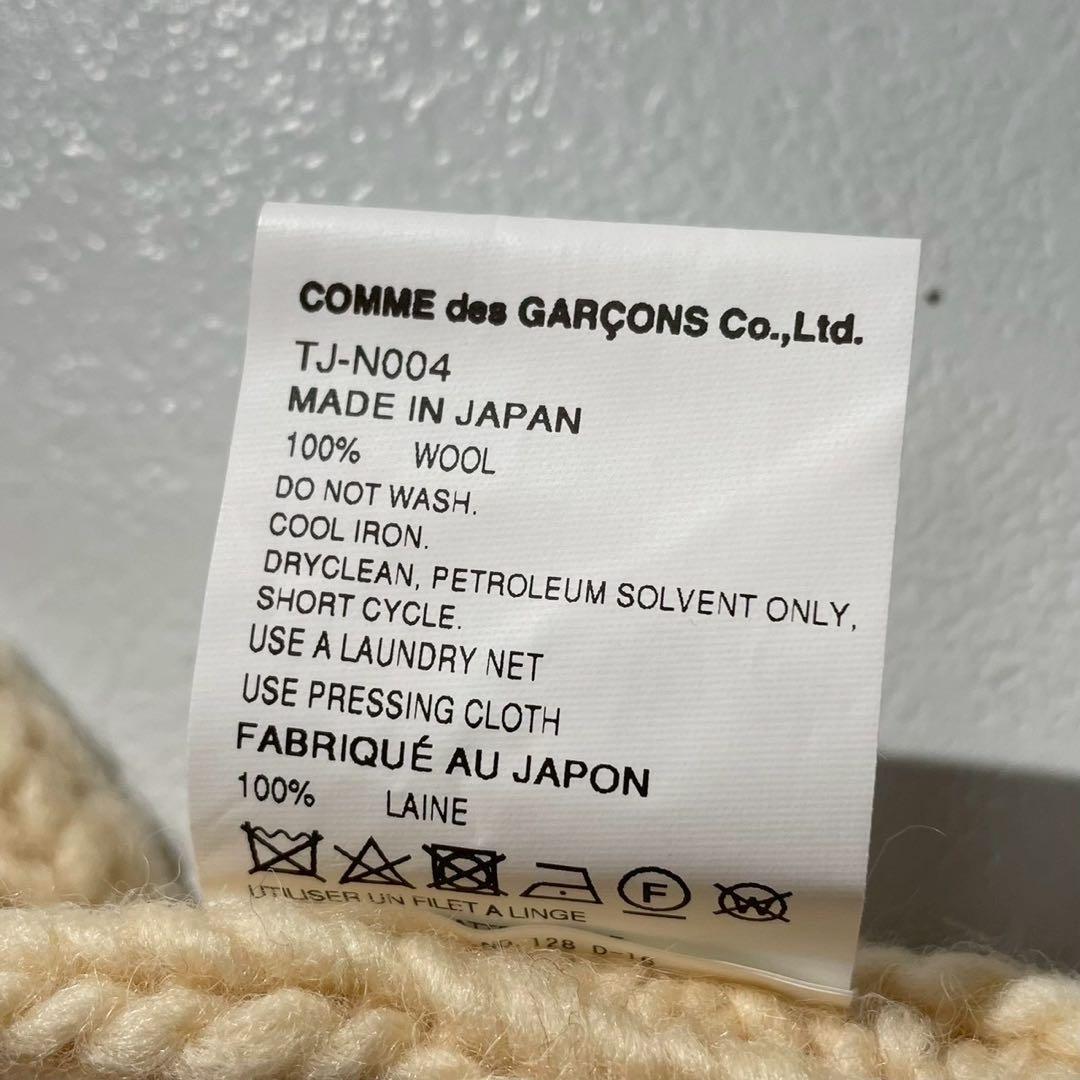 COMME des GARÇONS Co.,Ltd.
TJ-N004
MADE IN JAPAN
100% WOOL
DO NOT WASH.
COOL IRON.
DRYCLEAN, PETROLEUM SOLVENT ONLY,
SHORT CYCLE.
USE A LAUNDRY NET
USE PRESSING CLOTH
FABRIQUÉ AU JAPON
100% LAINE
F W
UTILISER UN FILET A LINGE
128 D-16